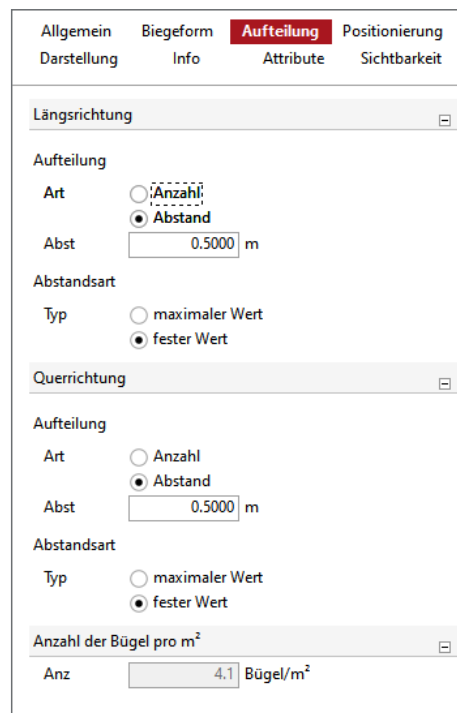 Allgemein Biegeform Aufteilung Positionierung
Darstellung Info Attribute Sichtbarkeit
Längsrichtung
Aufteilung
Art Anzahl
Abstand
Abst 0.5000 m
Abstandsart
Typ maximaler Wert
fester Wert
Querrichtung
Aufteilung
Art Anzahl
Abstand
Abst 0.5000 m
Abstandsart
Typ maximaler Wert
fester Wert
Anzahl der Bügel pro m²
Anz 4.1 Bügel/m²